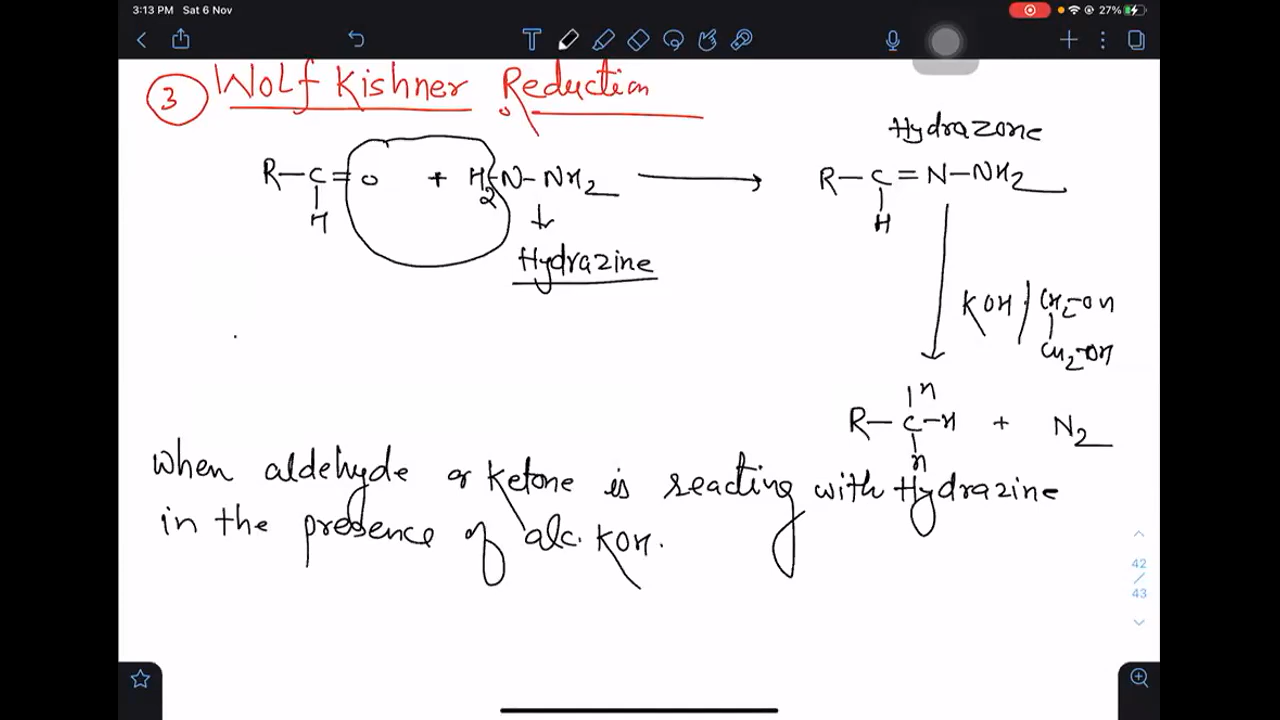 3:13 PM Sat 6 Nov
27%
3 Wolf Kishner Reduction
Hydrazone
R-C=O + H2N-NH2 → R-C=N-NH2
H H
Hydrazine
KOH / CH2-OH
CH2-OH
H
R-C-H + N2
H
When aldehyde or ketone is reacting with Hydrazine
in the presence of alc. KOH.
42
/
43